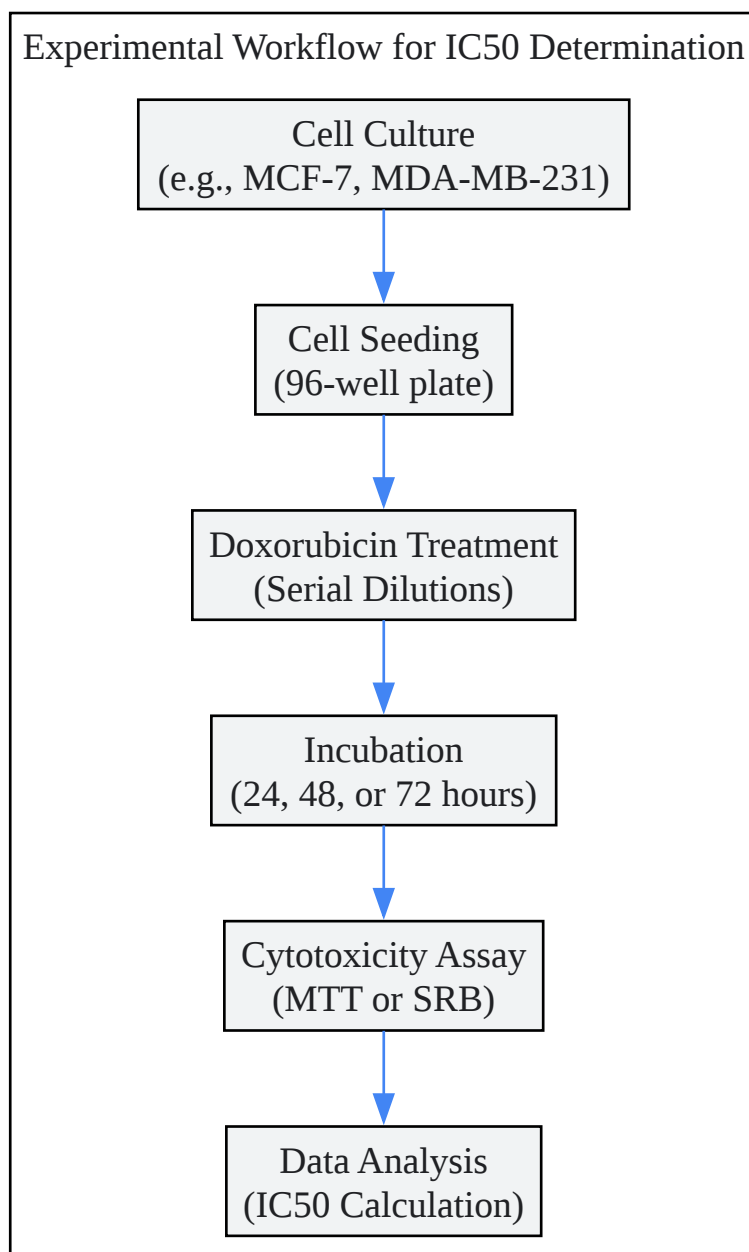 Experimental Workflow for IC50 Determination
Cell Culture
(e.g., MCF-7, MDA-MB-231)
Cell Seeding
(96-well plate)
Doxorubicin Treatment
(Serial Dilutions)
Incubation
(24, 48, or 72 hours)
Cytotoxicity Assay
(MTT or SRB)
Data Analysis
(IC50 Calculation)